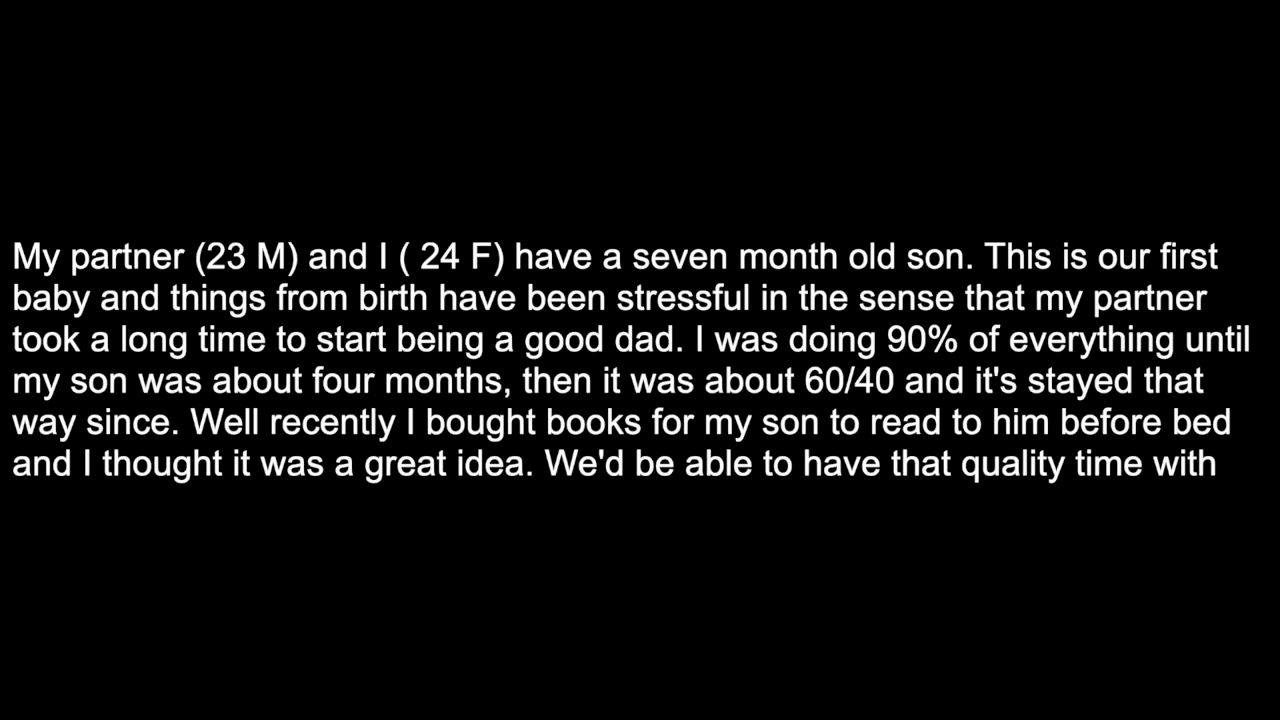 My partner (23 M) and I ( 24 F) have a seven month old son. This is our first
baby and things from birth have been stressful in the sense that my partner
took a long time to start being a good dad. I was doing 90% of everything until
my son was about four months, then it was about 60/40 and it's stayed that
way since. Well recently I bought books for my son to read to him before bed
and I thought it was a great idea. We'd be able to have that quality time with